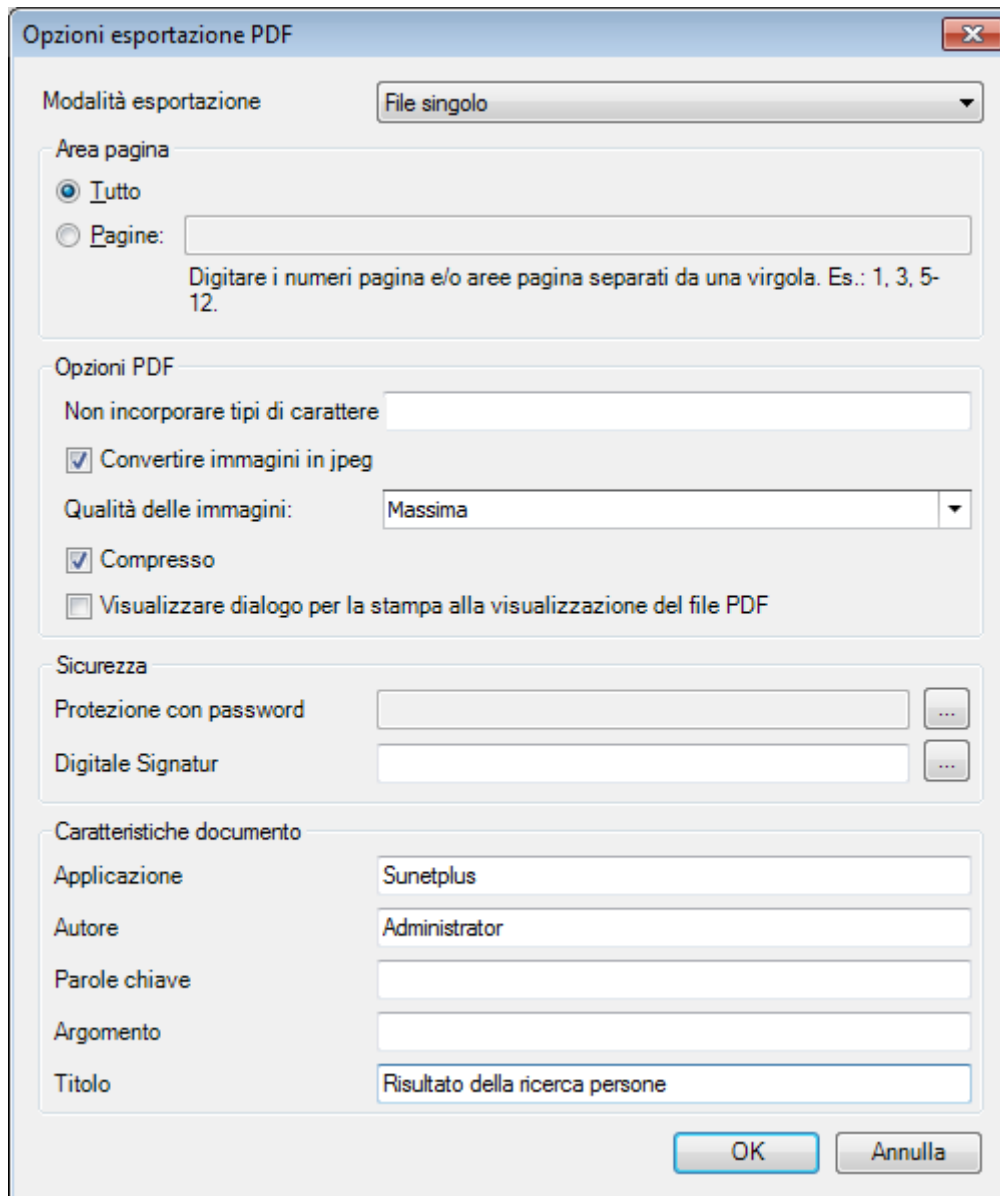 Opzioni esportazione PDF
Modalità esportazione File singolo
Area pagina
Tutto
Pagine:
Digitare i numeri pagina e/o aree pagina separati da una virgola. Es.: 1, 3, 5-
12.
Opzioni PDF
Non incorporare tipi di carattere
Convertire immagini in jpeg
Qualità delle immagini: Massima
Compresso
Visualizzare dialogo per la stampa alla visualizzazione del file PDF
Sicurezza
Protezione con password ...
Digitale Signatur ...
Caratteristiche documento
Applicazione Sunetplus
Autore Administrator
Parole chiave
Argomento
Titolo Risultato della ricerca persone
OK Annulla